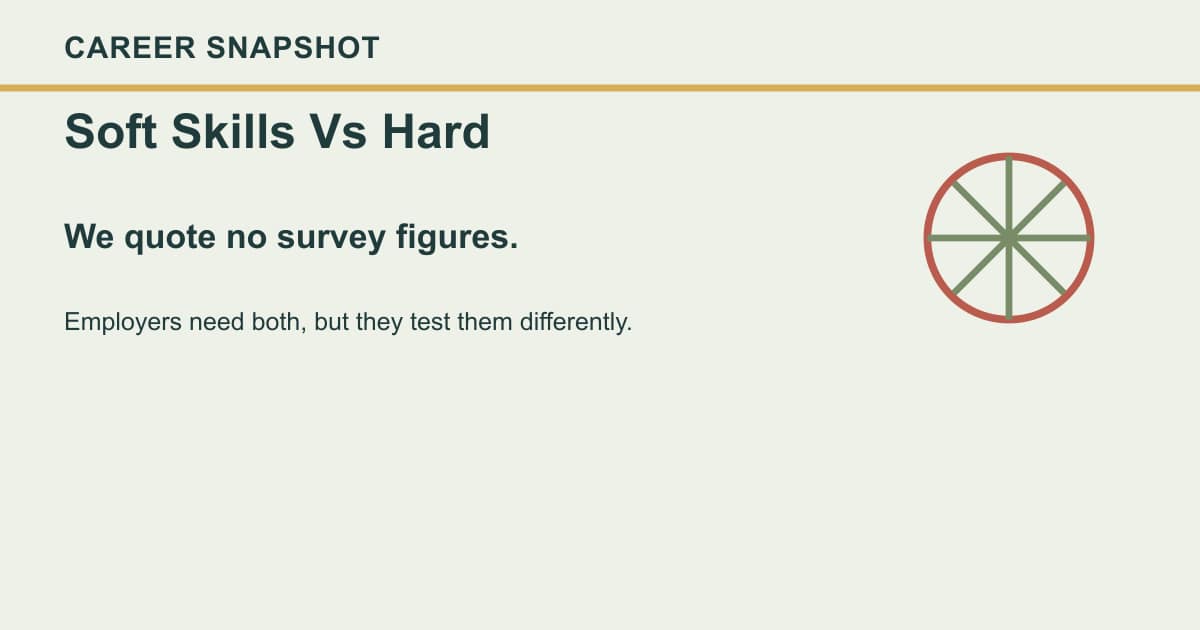 CAREER SNAPSHOT
Soft Skills Vs Hard
We quote no survey figures.
Employers need both, but they test them differently.